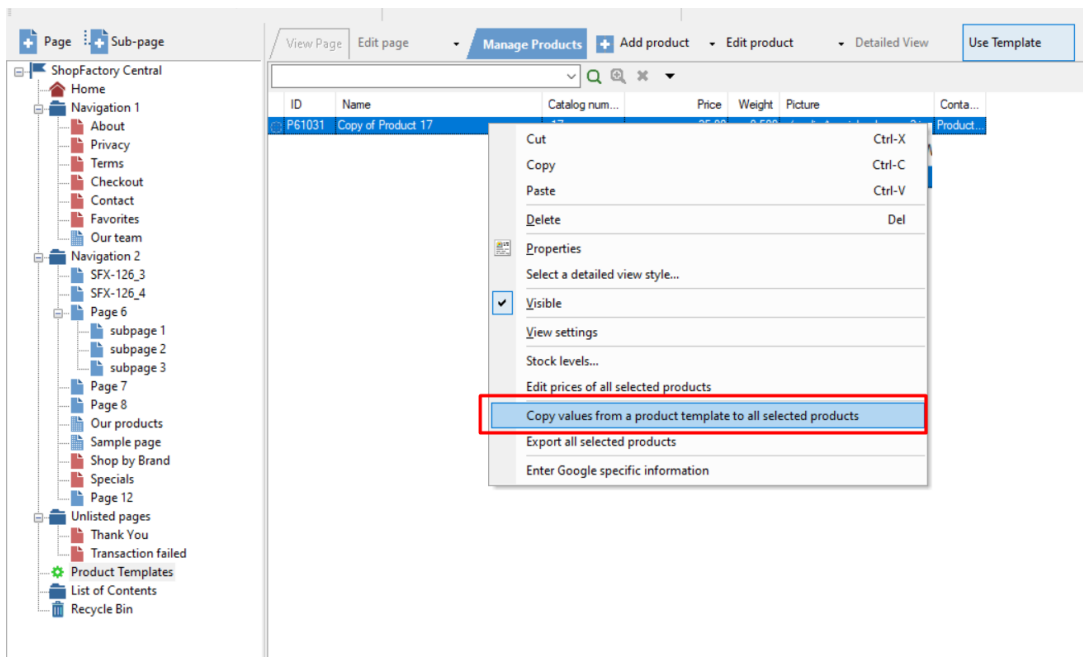 Page
Sub-page
View Page
Edit page
Manage Products
Add product
Edit product
Detailed View
Use Template
ShopFactory Central
Home
Navigation 1
About
Privacy
Terms
Checkout
Contact
Favorites
Our team
Navigation 2
SFX-126_3
SFX-126_4
Page 6
subpage 1
subpage 2
subpage 3
Page 7
Page 8
Our products
Sample page
Shop by Brand
Specials
Page 12
Unlisted pages
Thank You
Transaction failed
Product Templates
List of Contents
Recycle Bin
ID Name Catalog num... Price Weight Picture Conta...
P61031 Copy of Product 17 Product...
Cut Ctrl-X
Copy Ctrl-C
Paste Ctrl-V
Delete Del
Properties
Select a detailed view style...
Visible
View settings
Stock levels...
Edit prices of all selected products
Copy values from a product template to all selected products
Export all selected products
Enter Google specific information